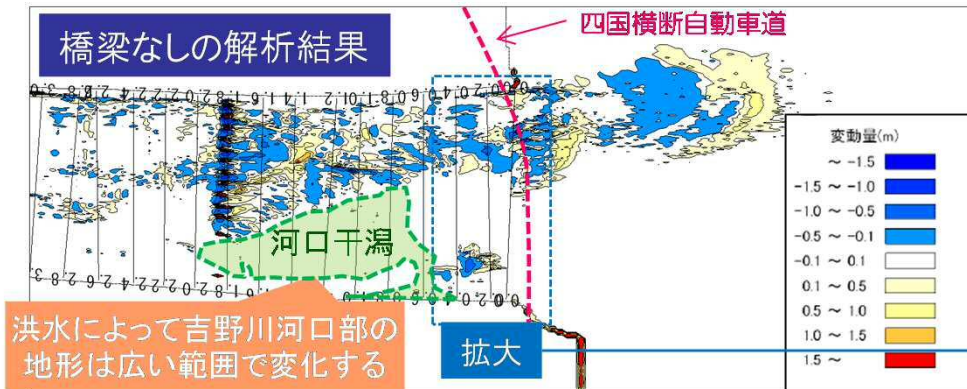 橋梁なしの解析結果
四国横断自動車道
河口干潟
洪水によって吉野川河口部の
地形は広い範囲で変化する
拡大
変動量(m)
～ -1.5
-1.5 ～ -1.0
-1.0 ～ -0.5
-0.5 ～ -0.1
-0.1 ～ 0.1
0.1 ～ 0.5
0.5 ～ 1.0
1.0 ～ 1.5
1.5 ～